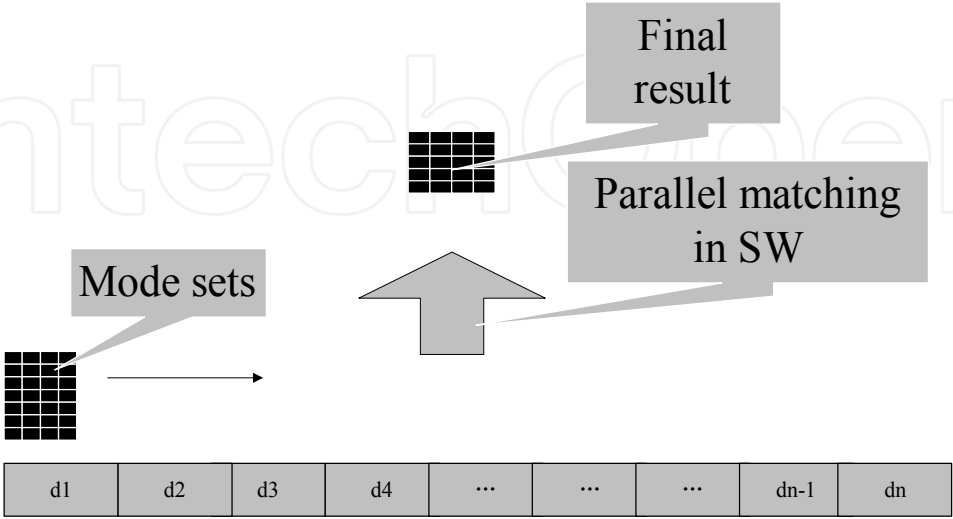 Final
result
Parallel matching
in SW
Mode sets
d1 d2 d3 d4 ... ... ... dn-1 dn